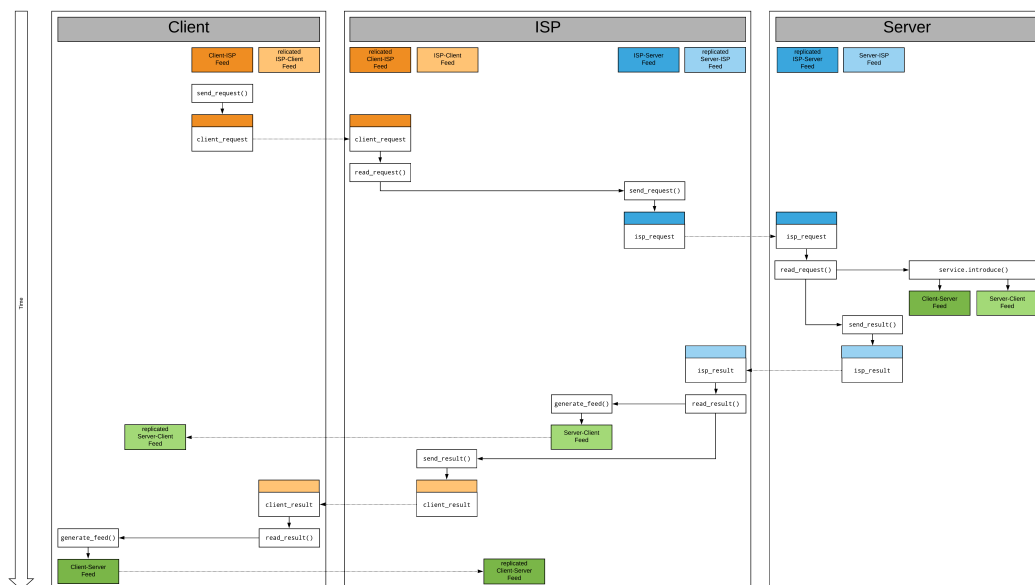 Client
ISP
Server
Client-ISP
Feed
relicated
ISP-Client
Feed
relicated
Client-ISP
Feed
ISP-Client
Feed
ISP-Server
Feed
replicated
Server-ISP
Feed
replicated
ISP-Server
Feed
Server-ISP
Feed
send_request()
client_request
client_request
read_request()
send_request()
isp_request
isp_request
read_request()
service.introduce()
Client-Server
Feed
Server-Client
Feed
Time
send_result()
isp_result
isp_result
generate_feed()
read_result()
replicated
Server-Client
Feed
Server-Client
Feed
send_result()
client_result
client_result
generate_feed()
read_result()
Client-Server
Feed
replicated
Client-Server
Feed